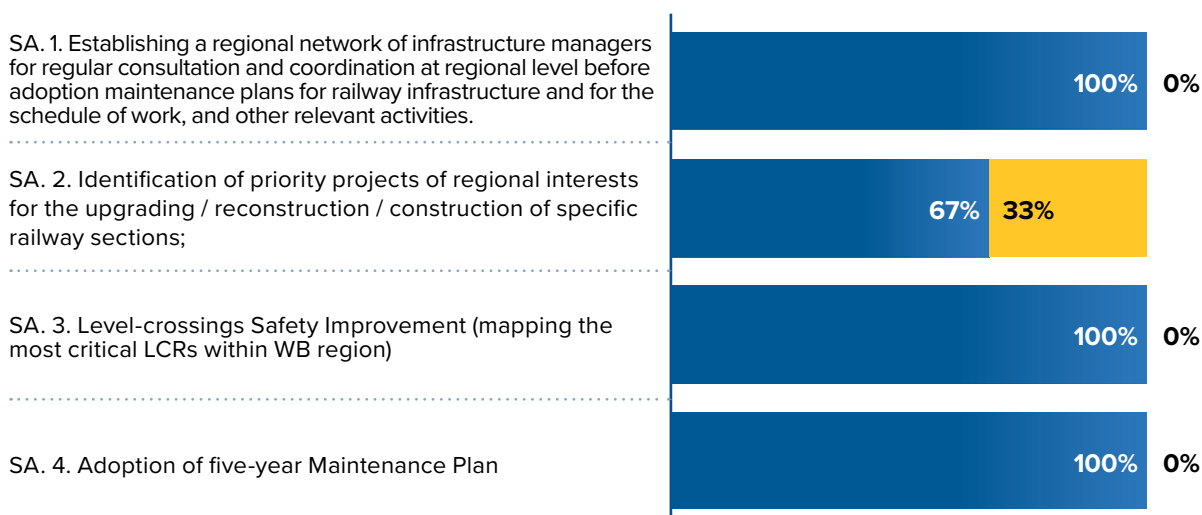 SA. 1. Establishing a regional network of infrastructure managers
for regular consultation and coordination at regional level before
adoption maintenance plans for railway infrastructure and for the
schedule of work, and other relevant activities.
100% 0%
SA. 2. Identification of priority projects of regional interests
for the upgrading / reconstruction / construction of specific
railway sections;
67% 33%
SA. 3. Level-crossings Safety Improvement (mapping the
most critical LCRs within WB region)
100% 0%
SA. 4. Adoption of five-year Maintenance Plan
100% 0%